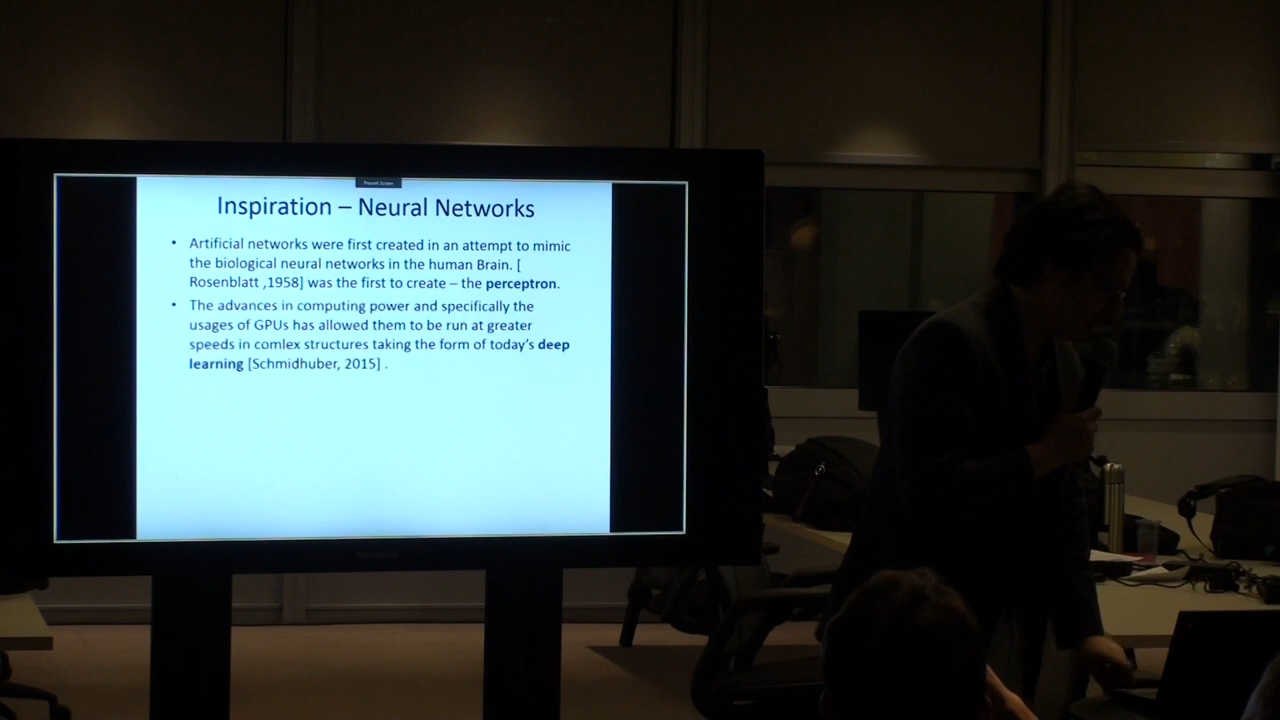 Present Screen
Inspiration – Neural Networks
• Artificial networks were first created in an attempt to mimic
the biological neural networks in the human Brain. [
Rosenblatt ,1958] was the first to create – the perceptron.
• The advances in computing power and specifically the
usages of GPUs has allowed them to be run at greater
speeds in comlex structures taking the form of today's deep
learning [Schmidhuber, 2015] .